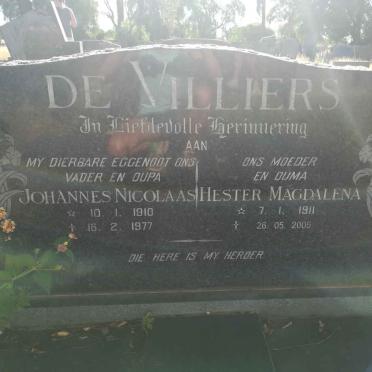 DE VILLIERS
In Liefdevolle Herinnering
AAN
MY DIERBARE EGGENOOT ONS
VADER EN OUPA
JOHANNES NICOLAAS
☆ 10. 1. 1910
† 16. 2. 1977
ONS MOEDER
EN OUMA
HESTER MAGDALENA
☆ 7. 1. 1911
† 26. 05. 2005
DIE HERE IS MY HERDER